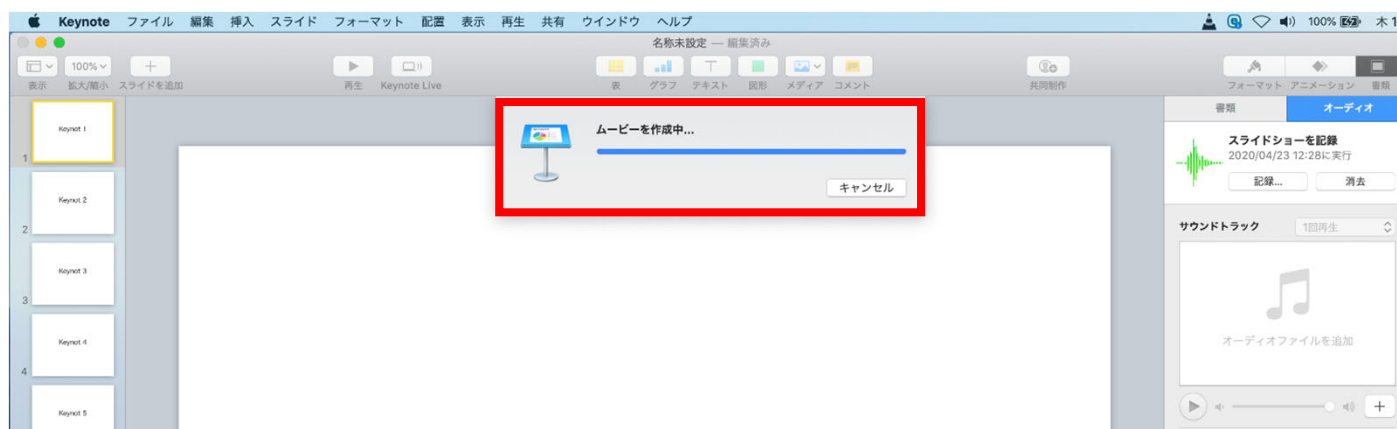 Keynote ファイル 編集 挿入 スライド フォーマット 配置 表示 再生 共有 ウインドウ ヘルプ 100% 木1
名称未設定 — 編集済み
100%
表示 拡大/縮小 スライドを追加 再生 Keynote Live 表 グラフ テキスト 図形 メディア コメント 共同制作 フォーマット アニメーション 書類
書類 オーディオ
ムービーを作成中...
キャンセル
スライドショーを記録
2020/04/23 12:28に実行
記録... 消去
サウンドトラック 1回再生
オーディオファイルを追加
Keynot 1
1
Keynot 2
2
Keynot 3
3
Keynot 4
4
Keynot 5